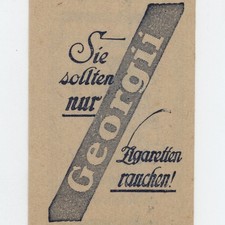 Sie
sollten
nur
Georgii
Zigaretten
rauchen!